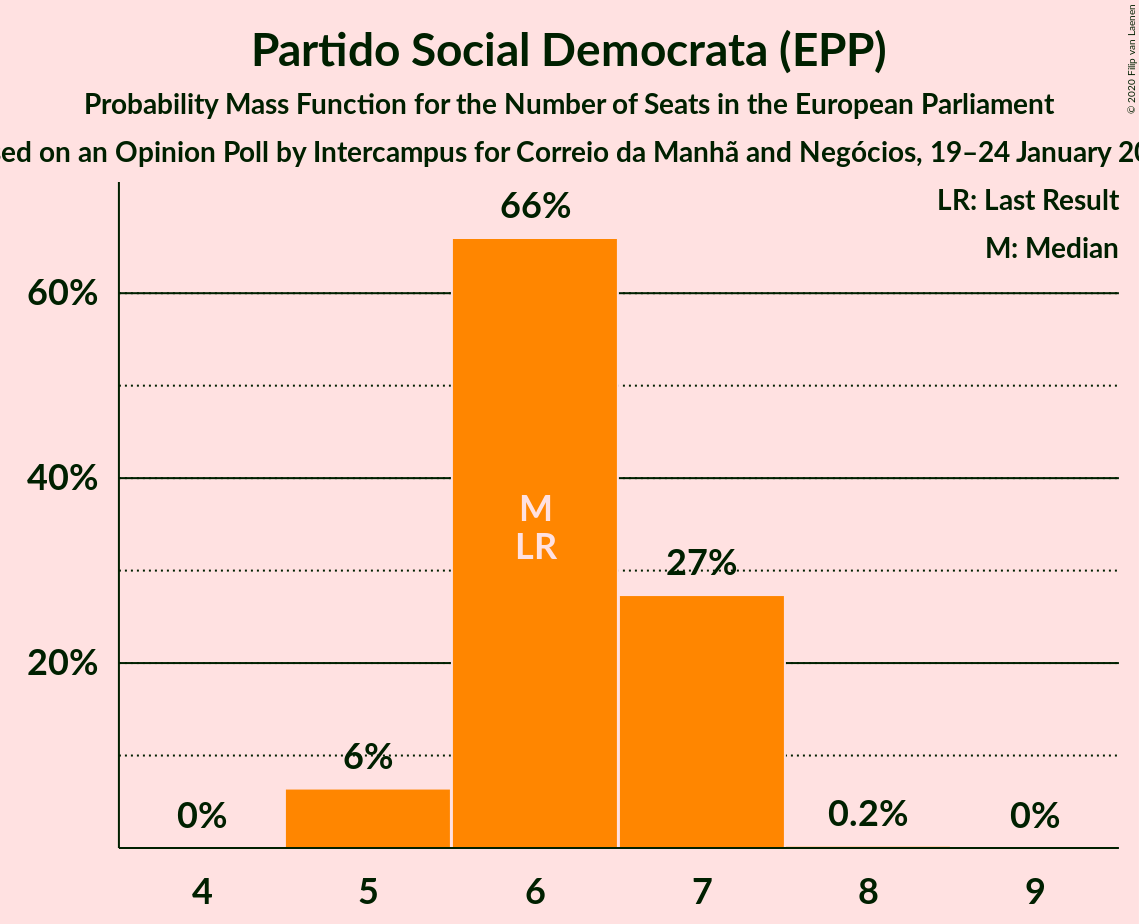 Partido Social Democrata (EPP)
Probability Mass Function for the Number of Seats in the European Parliament
on an Opinion Poll by Intercampus for Correio da Manhã and Negócios, 19–24 January
© 2020 Filip van Laenen
LR: Last Result
M: Median
66%
60%
40%
M
LR
27%
20%
6%
0%
0.2%
0%
4
5
6
7
8
9